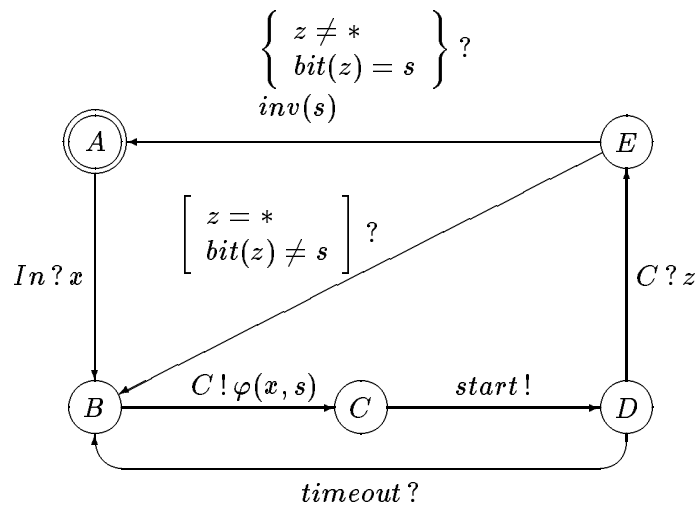 { z ≠ * } ?
bit(z) = s
inv(s)
A
E
[ z = * ] ?
bit(z) ≠ s
In ? x
C ? z
C ! φ(x, s)
start !
B
C
D
timeout ?